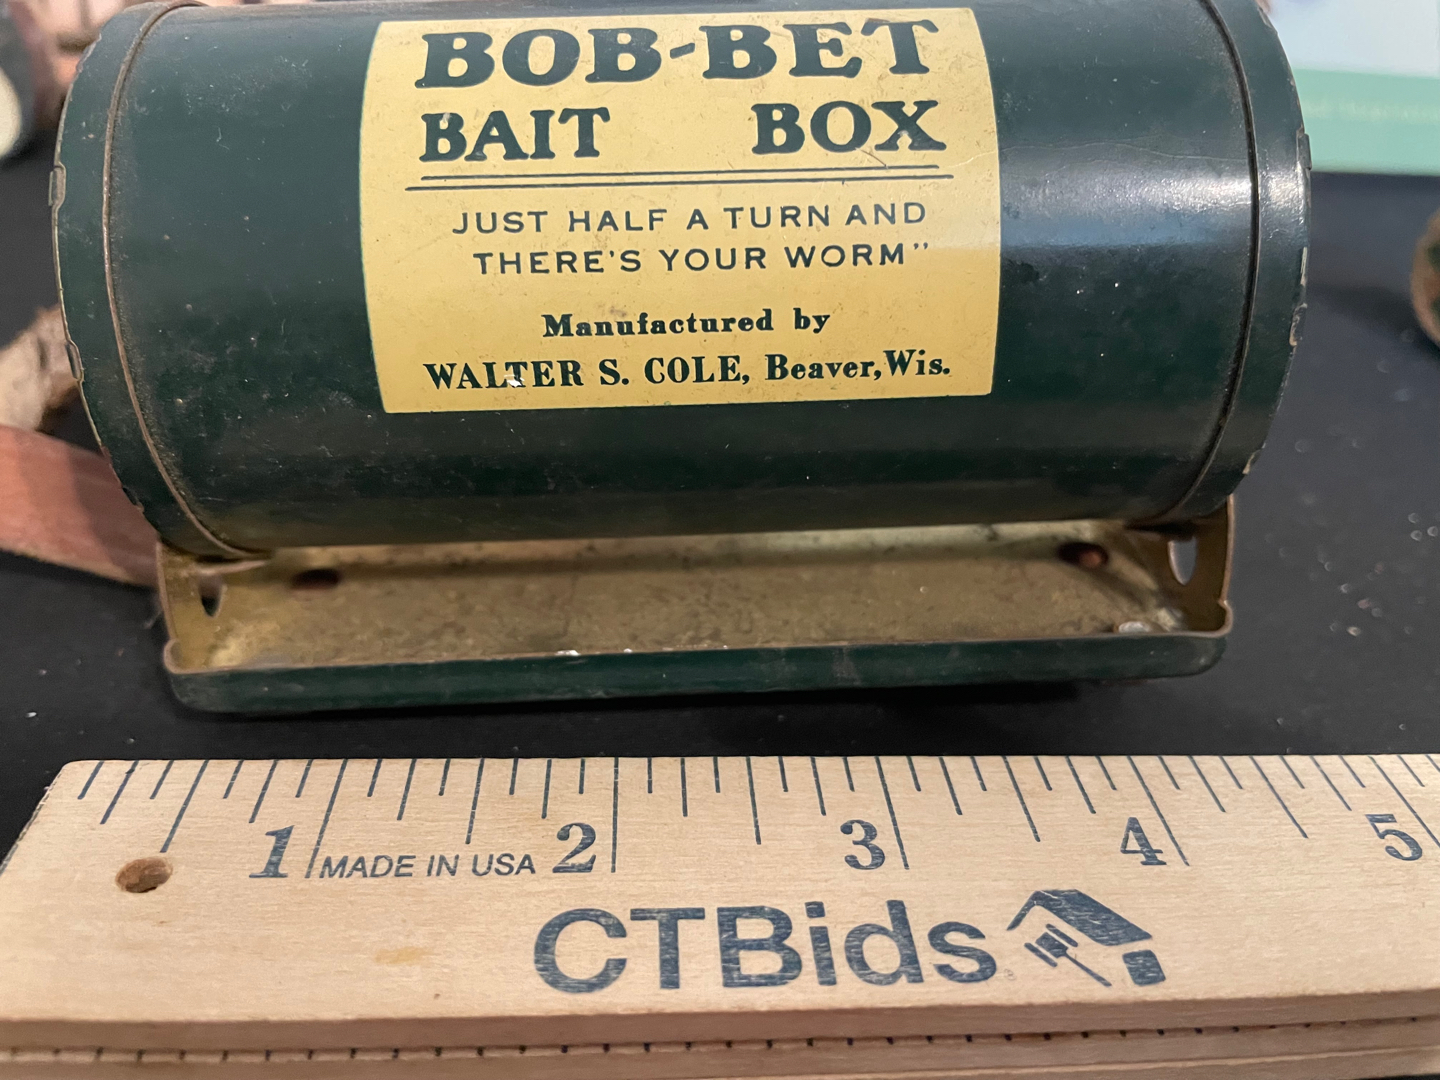 BOB-BET
BAIT BOX
JUST HALF A TURN AND
THERE'S YOUR WORM"
Manufactured by
WALTER S. COLE, Beaver, Wis.
1 2 3 4 5
MADE IN USA
CTBids